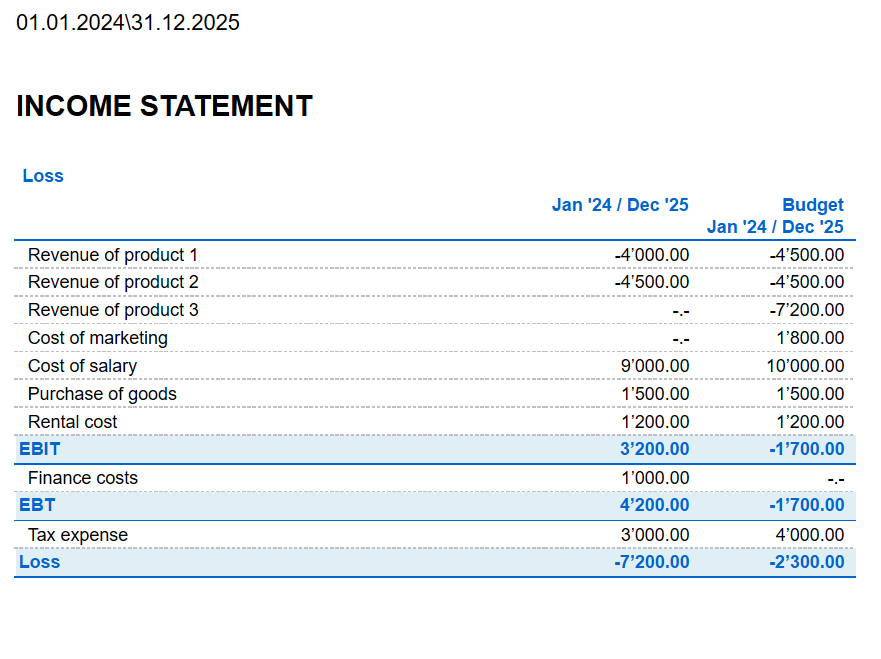 01.01.2024\31.12.2025
INCOME STATEMENT
Loss
Jan '24 / Dec '25 Budget
Jan '24 / Dec '25
Revenue of product 1 -4’000.00 -4’500.00
Revenue of product 2 -4’500.00 -4’500.00
Revenue of product 3 -.- -7’200.00
Cost of marketing -.- 1’800.00
Cost of salary 9’000.00 10’000.00
Purchase of goods 1’500.00 1’500.00
Rental cost 1’200.00 1’200.00
EBIT 3’200.00 -1’700.00
Finance costs 1’000.00 -.-
EBT 4’200.00 -1’700.00
Tax expense 3’000.00 4’000.00
Loss -7’200.00 -2’300.00